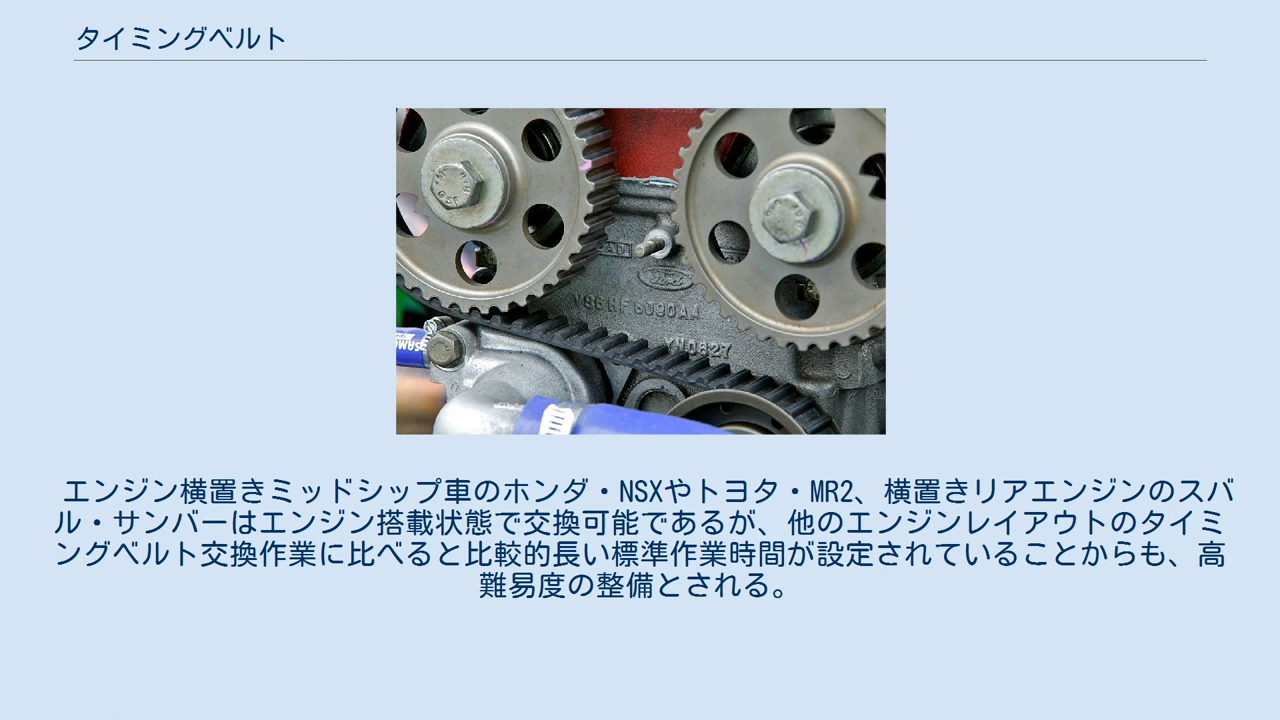 タイミングベルト
V86HF 6090AA
YN0627
エンジン横置きミッドシップ車のホンダ・NSXやトヨタ・MR2、横置きリアエンジンのスバ
ル・サンバーはエンジン搭載状態で交換可能であるが、他のエンジンレイアウトのタイミ
ングベルト交換作業に比べると比較的長い標準作業時間が設定されていることからも、高
難易度の整備とされる。